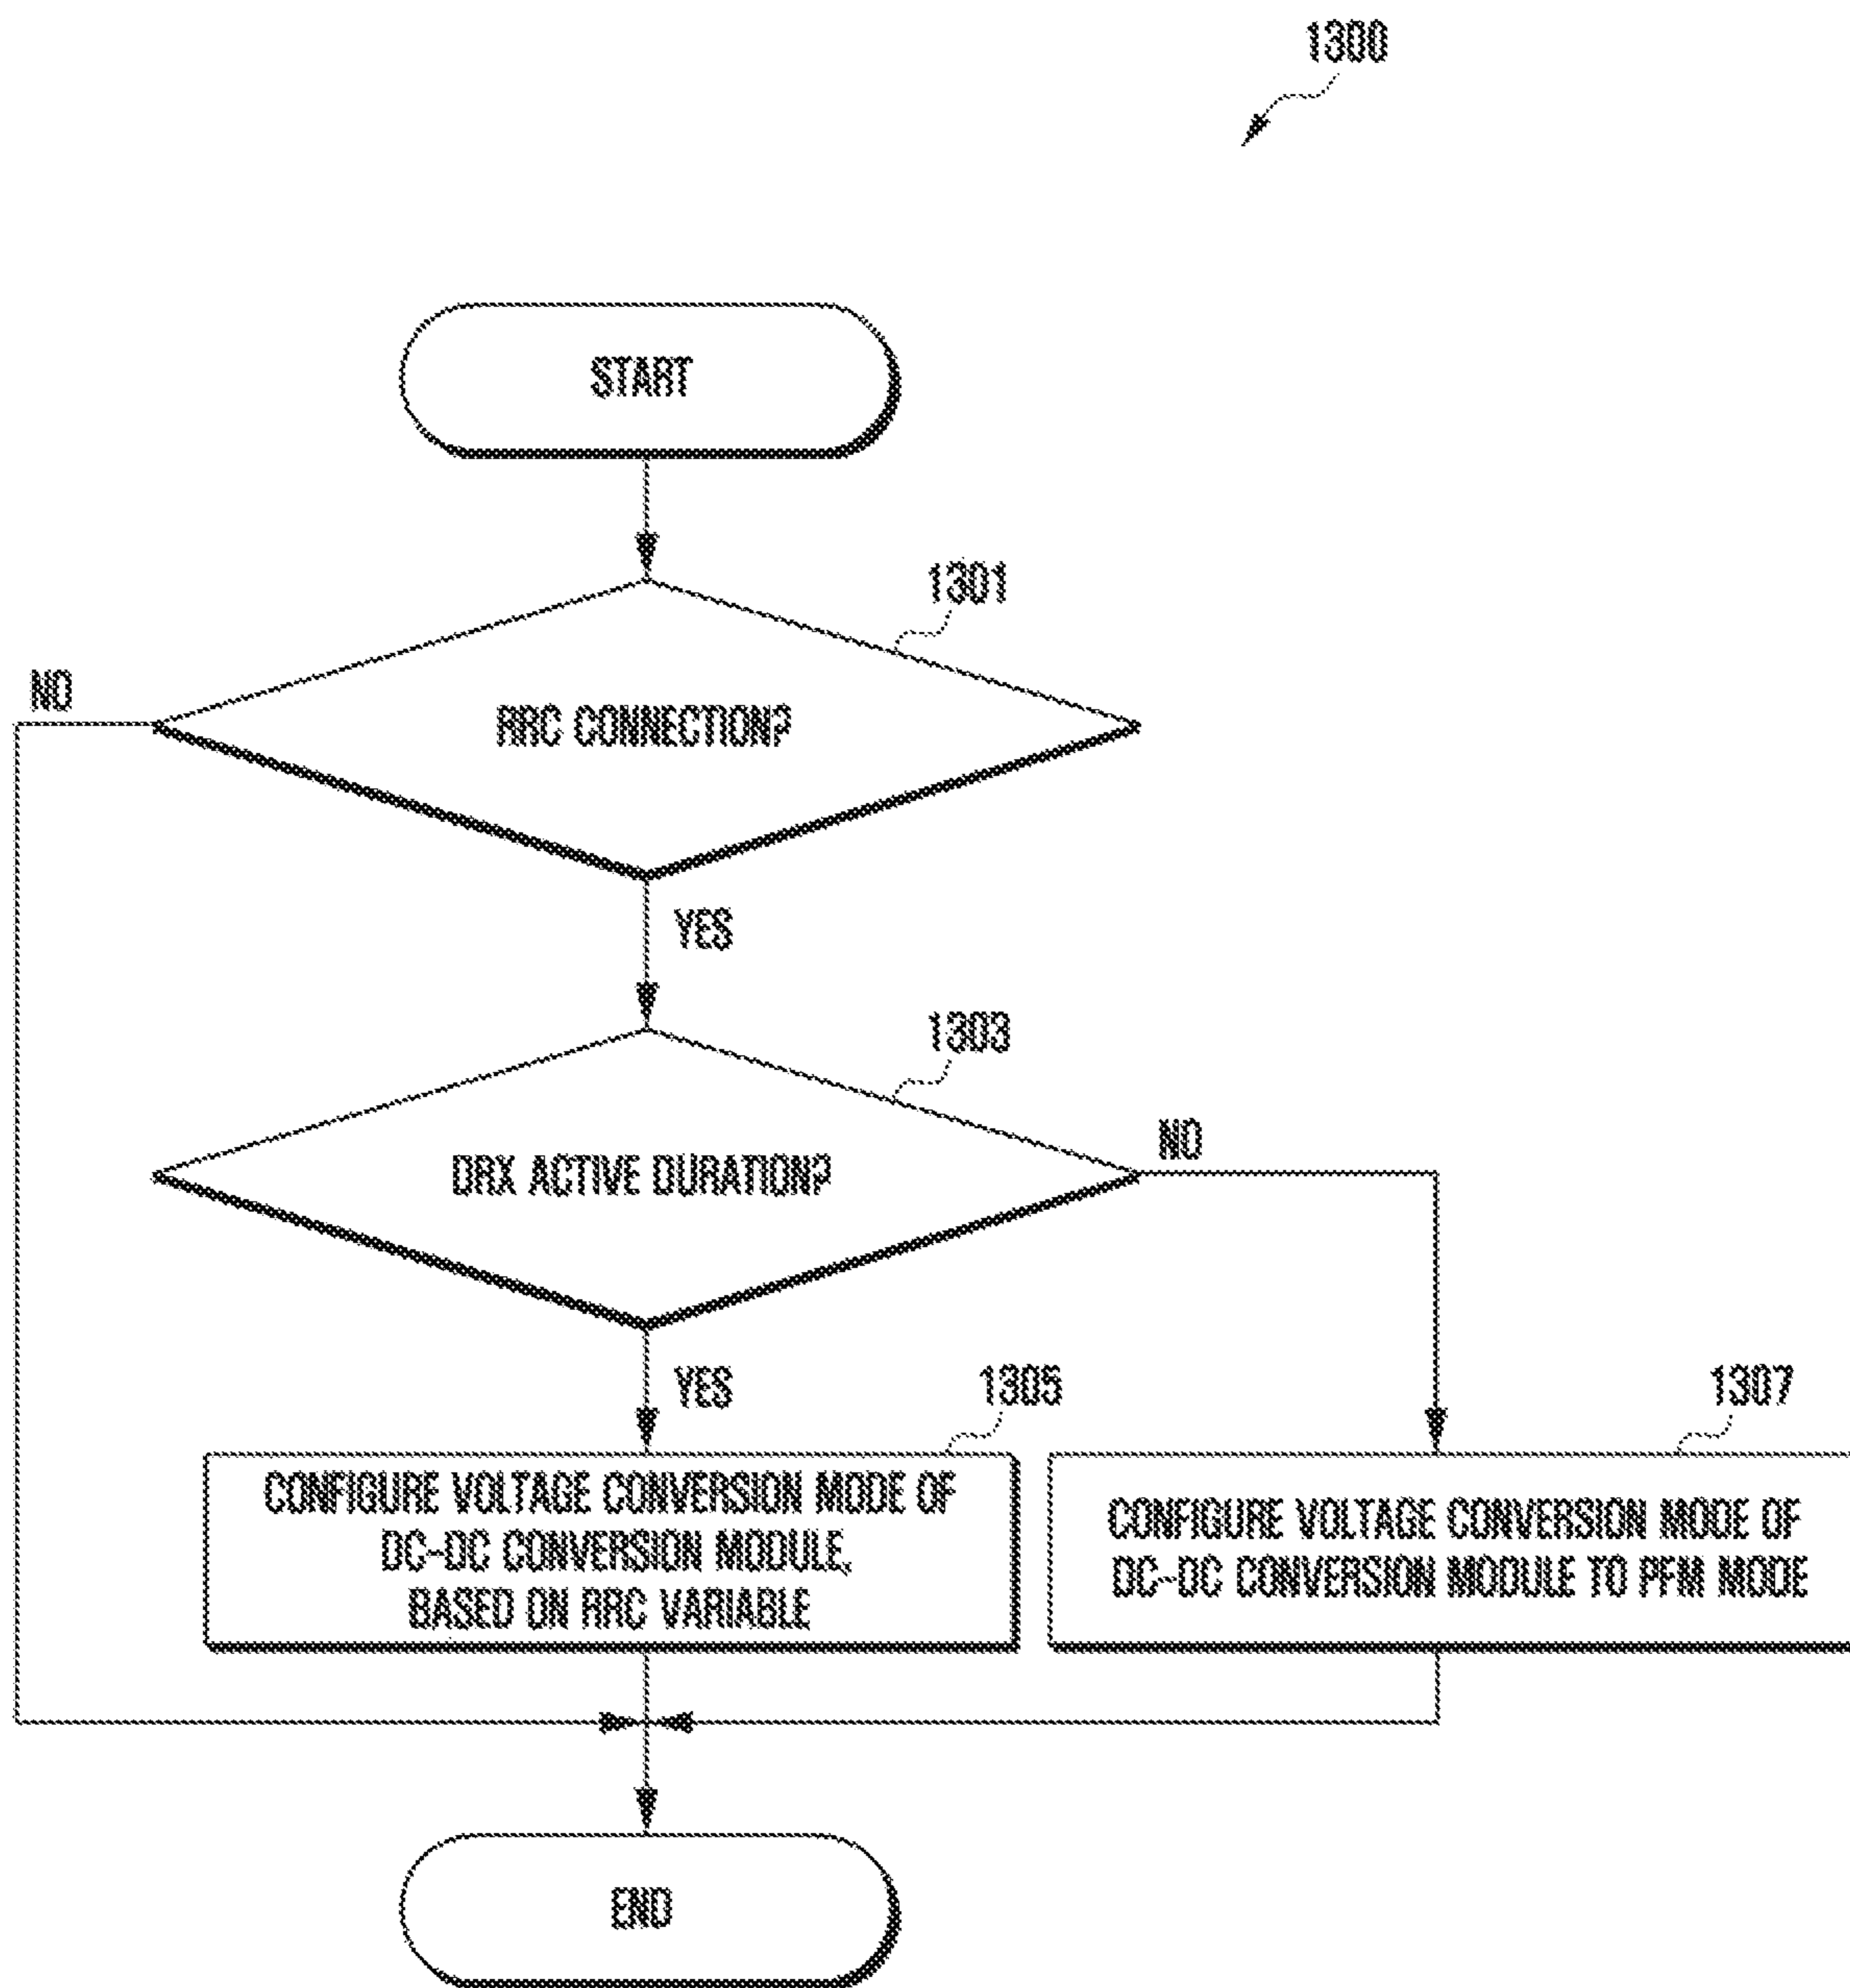 1300
START
1301
NO
RRC CONNECTION?
YES
1303
NO
DRX ACTIVE DURATION?
YES
1305
1307
CONFIGURE VOLTAGE CONVERSION MODE OF
DC-DC CONVERSION MODULE,
BASED ON RRC VARIABLE
CONFIGURE VOLTAGE CONVERSION MODE OF
DC-DC CONVERSION MODULE TO PFM MODE
END